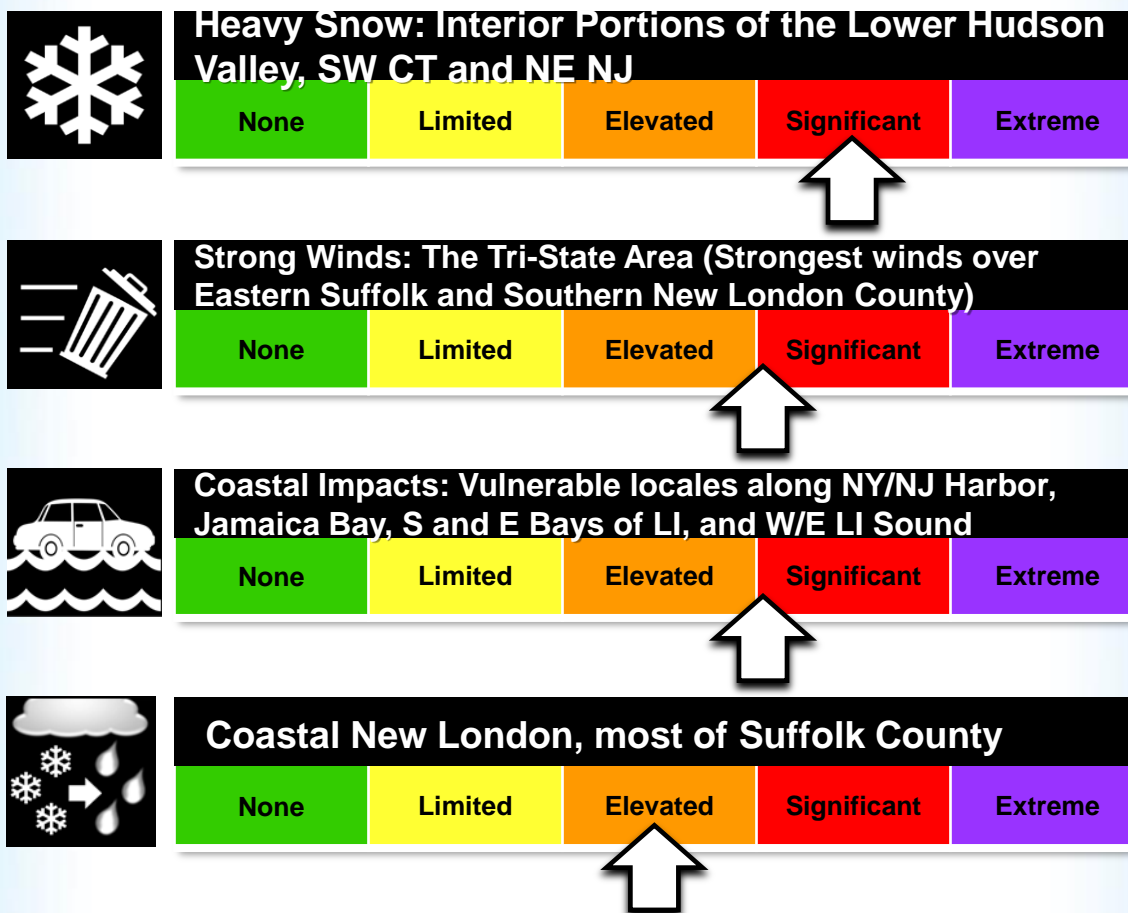 Heavy Snow: Interior Portions of the Lower Hudson
Valley, SW CT and NE NJ
None Limited Elevated Significant Extreme
Strong Winds: The Tri-State Area (Strongest winds over
Eastern Suffolk and Southern New London County)
None Limited Elevated Significant Extreme
Coastal Impacts: Vulnerable locales along NY/NJ Harbor,
Jamaica Bay, S and E Bays of LI, and W/E LI Sound
None Limited Elevated Significant Extreme
Coastal New London, most of Suffolk County
None Limited Elevated Significant Extreme